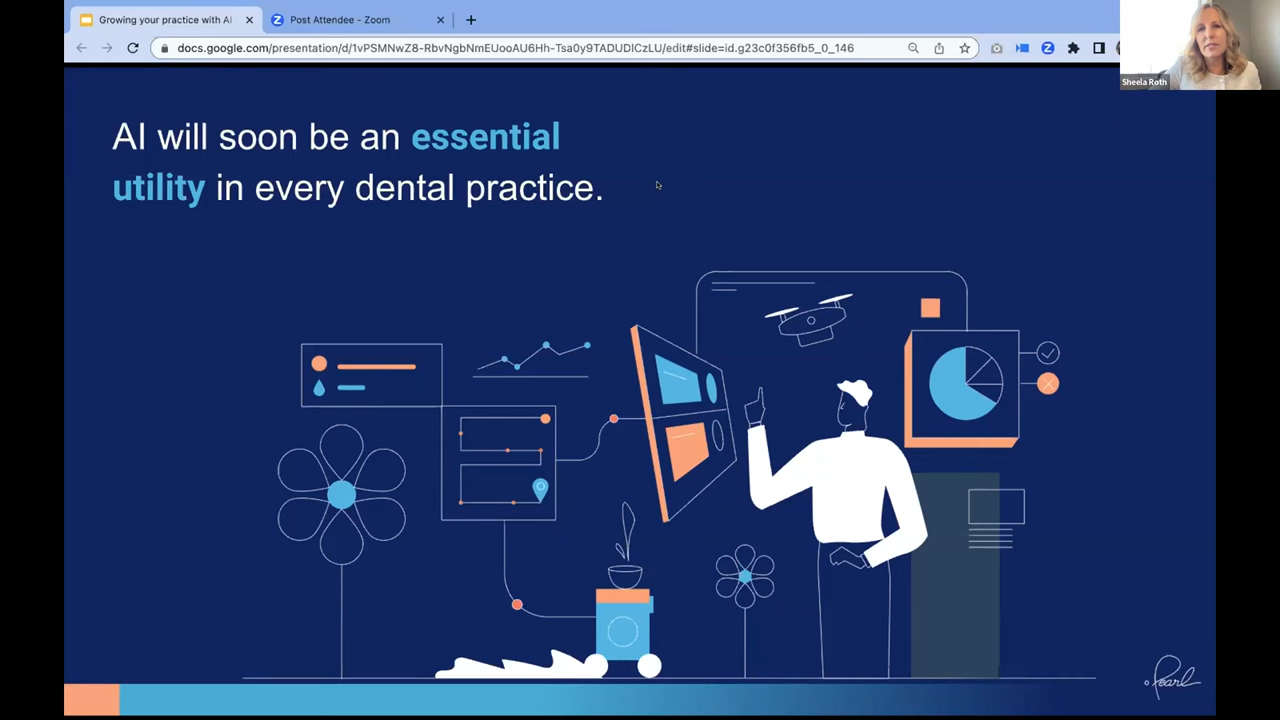 Growing your practice with AI
Post Attendee - Zoom
docs.google.com/presentation/d/1vPSMNwZ8-RbvNgbNmEUooAU6Hh-Tsa0y9TADUDlCzLU/edit#slide=id.g23c0f356fb5_0_146
Sheela Roth
AI will soon be an essential
utility in every dental practice.
Pearl